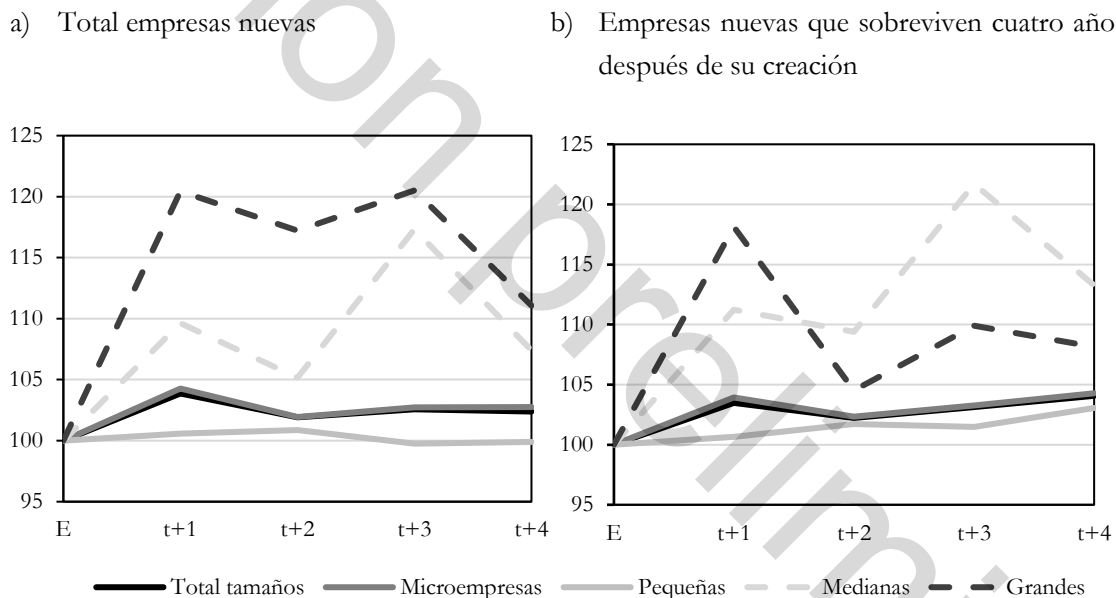 a) Total empresas nuevas
b) Empresas nuevas que sobreviven cuatro año
después de su creación
125
120
115
110
105
100
95
E t+1 t+2 t+3 t+4
125
120
115
110
105
100
95
E t+1 t+2 t+3 t+4
Total tamaños Microempresas Pequeñas Medianas Grandes